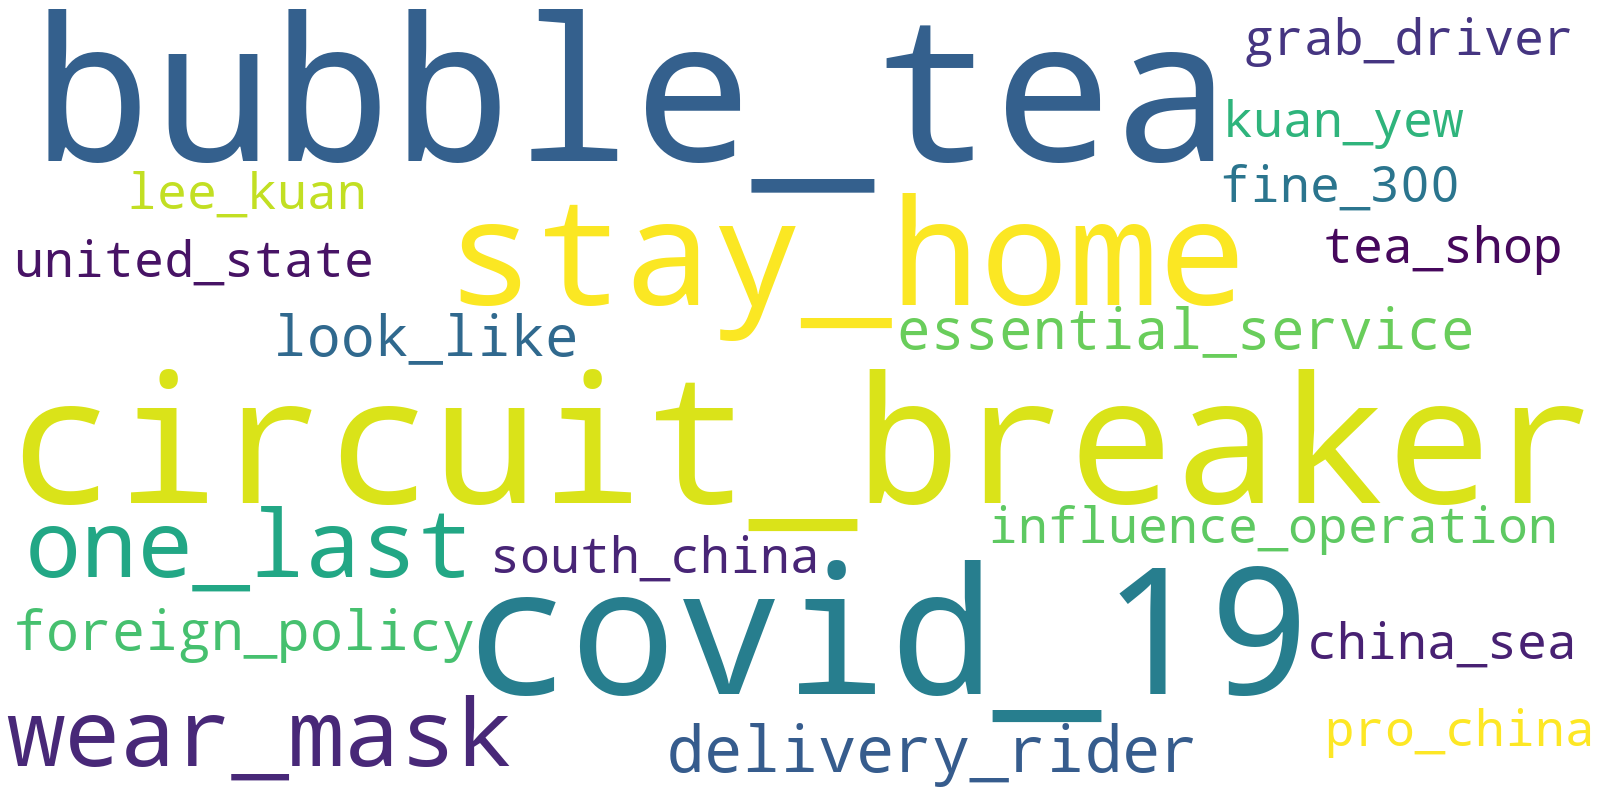 bubble_tea
grab_driver
kuan_yew
lee_kuan
fine_300
stay_home
united_state
tea_shop
look_like
essential_service
circuit_breaker
one_last
influence_operation
south_china
covid_19
foreign_policy
china_sea
wear_mask
delivery_rider
pro_china